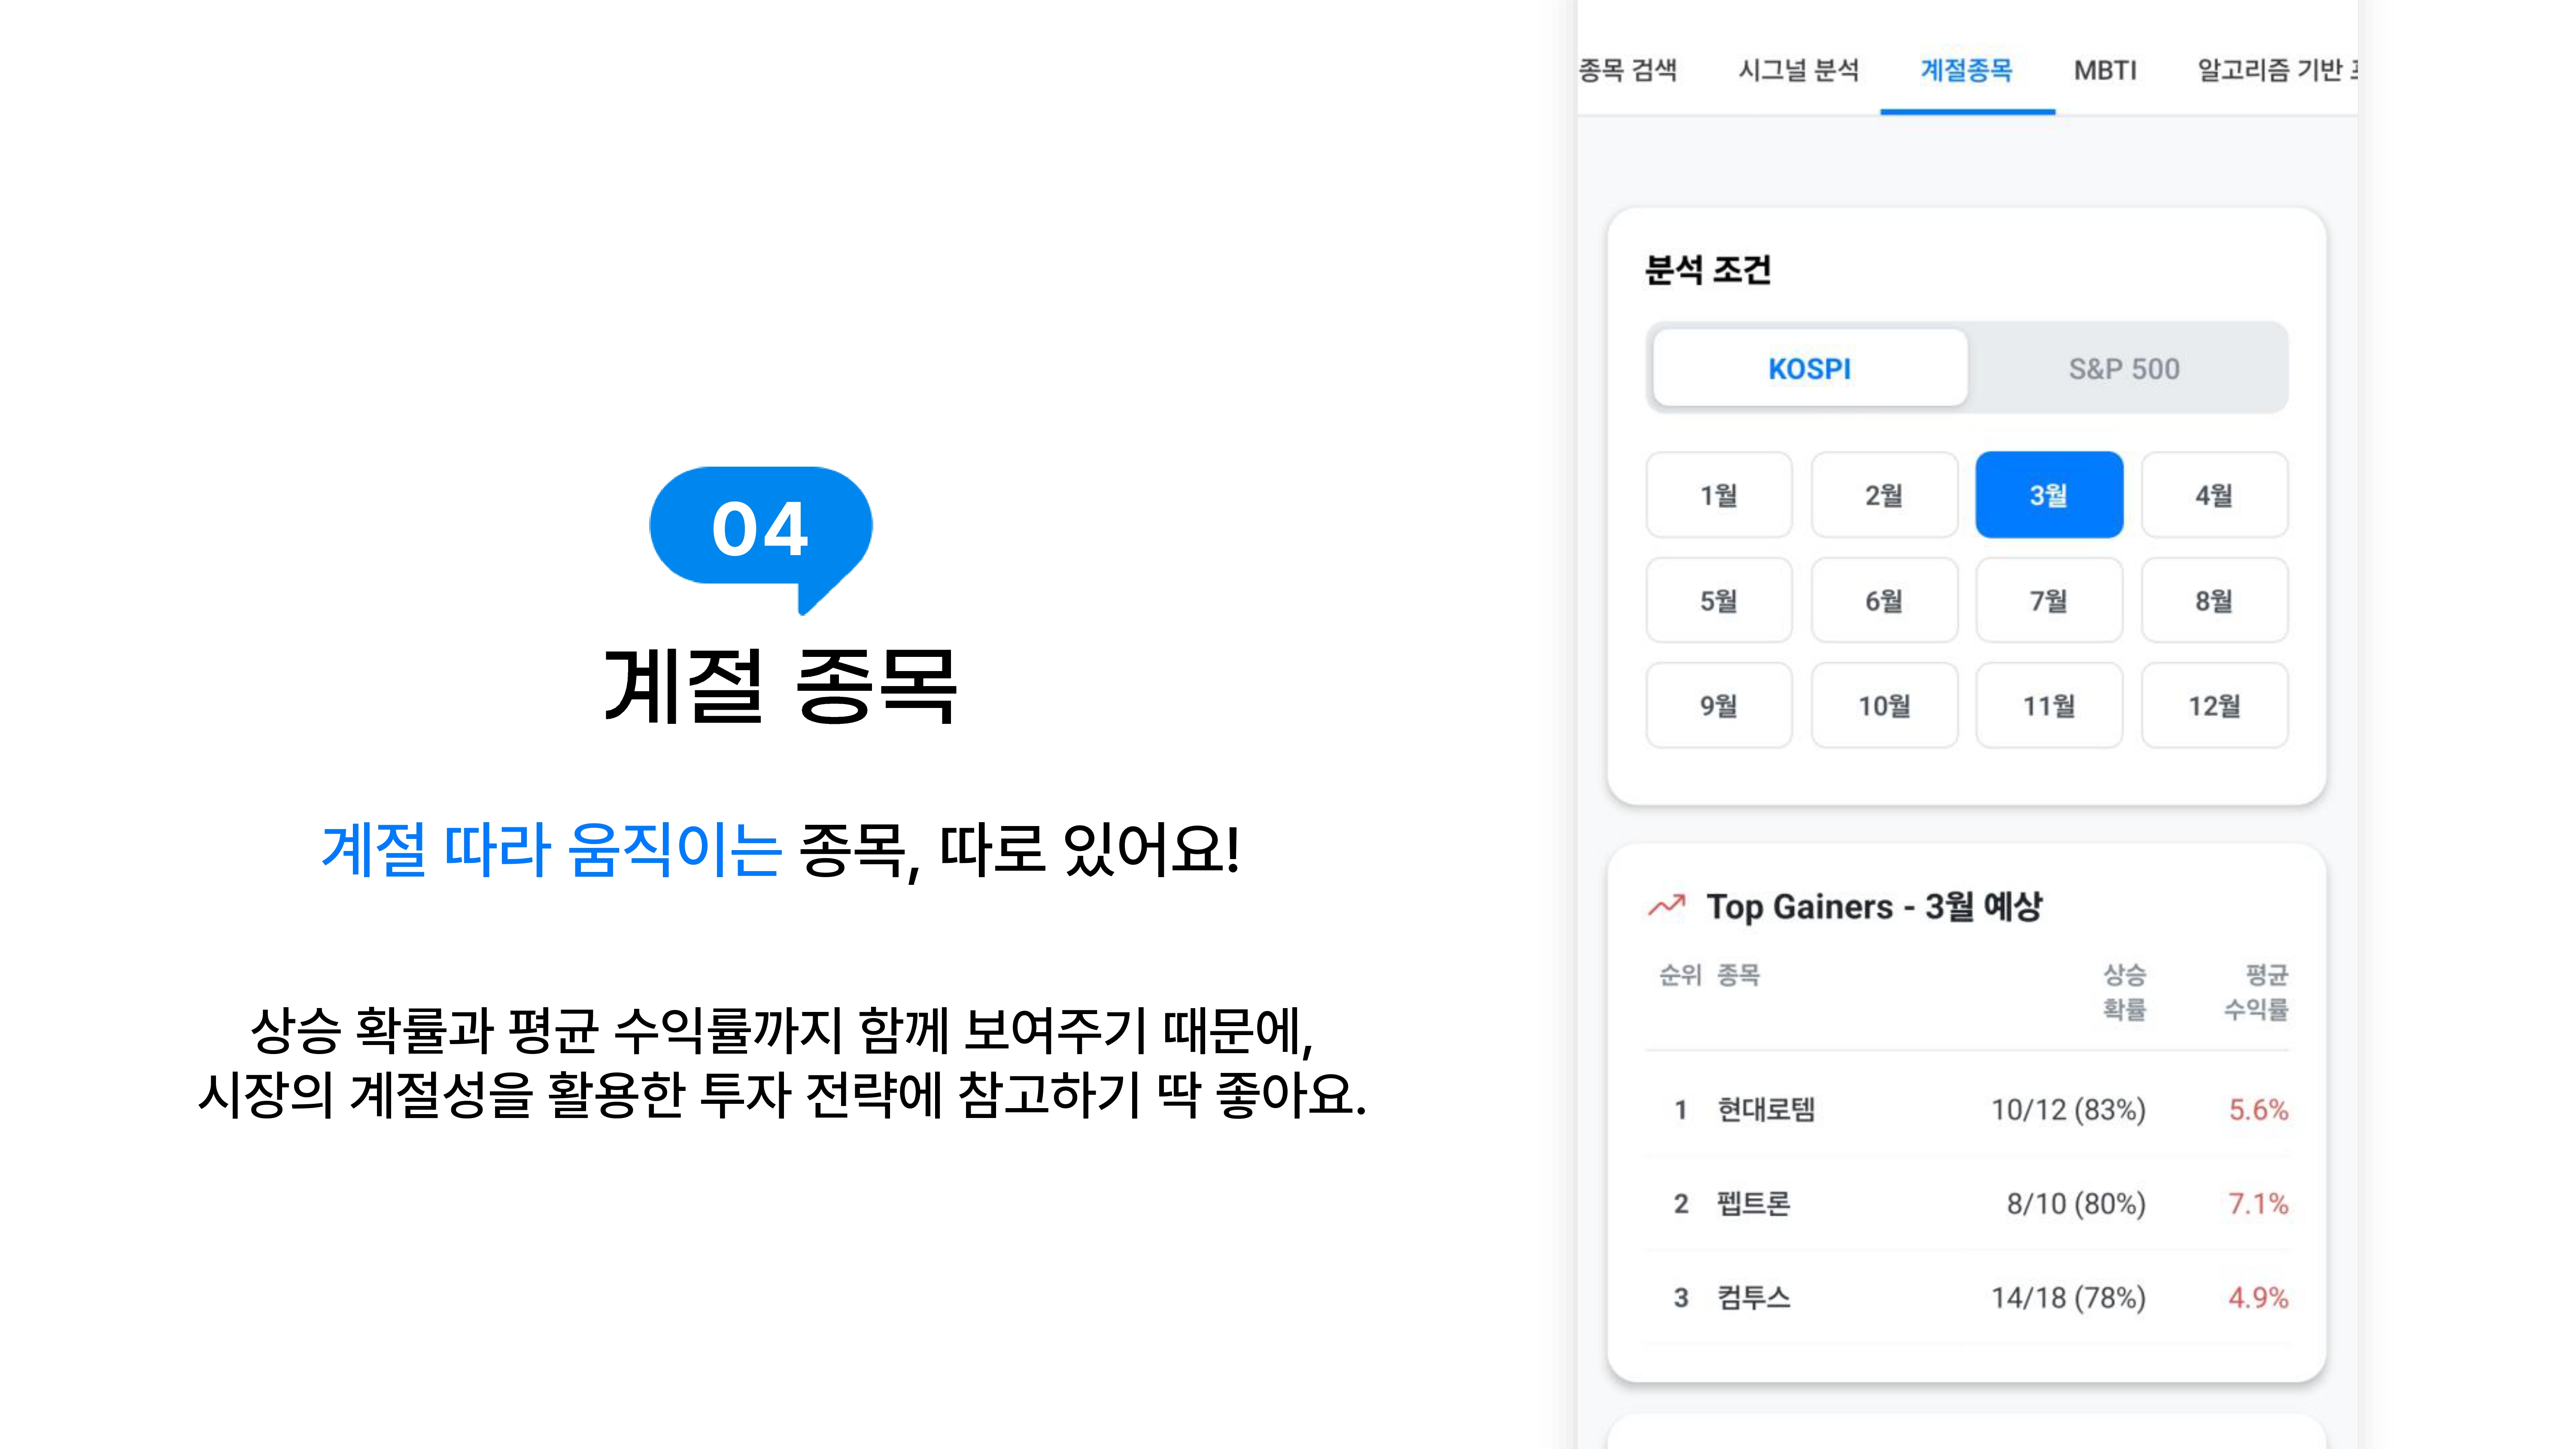 04
계절 종목
계절 따라 움직이는 종목, 따로 있어요!
상승 확률과 평균 수익률까지 함께 보여주기 때문에,
시장의 계절성을 활용한 투자 전략에 참고하기 딱 좋아요.
종목 검색 시그널 분석 계절종목 MBTI 알고리즘 기반
분석 조건
KOSPI S&P 500
1월 2월 3월 4월
5월 6월 7월 8월
9월 10월 11월 12월
Top Gainers - 3월 예상
순위 종목 상승 평균
확률 수익률
1 현대로템 10/12 (83%) 5.6%
2 펩트론 8/10 (80%) 7.1%
3 컴투스 14/18 (78%) 4.9%